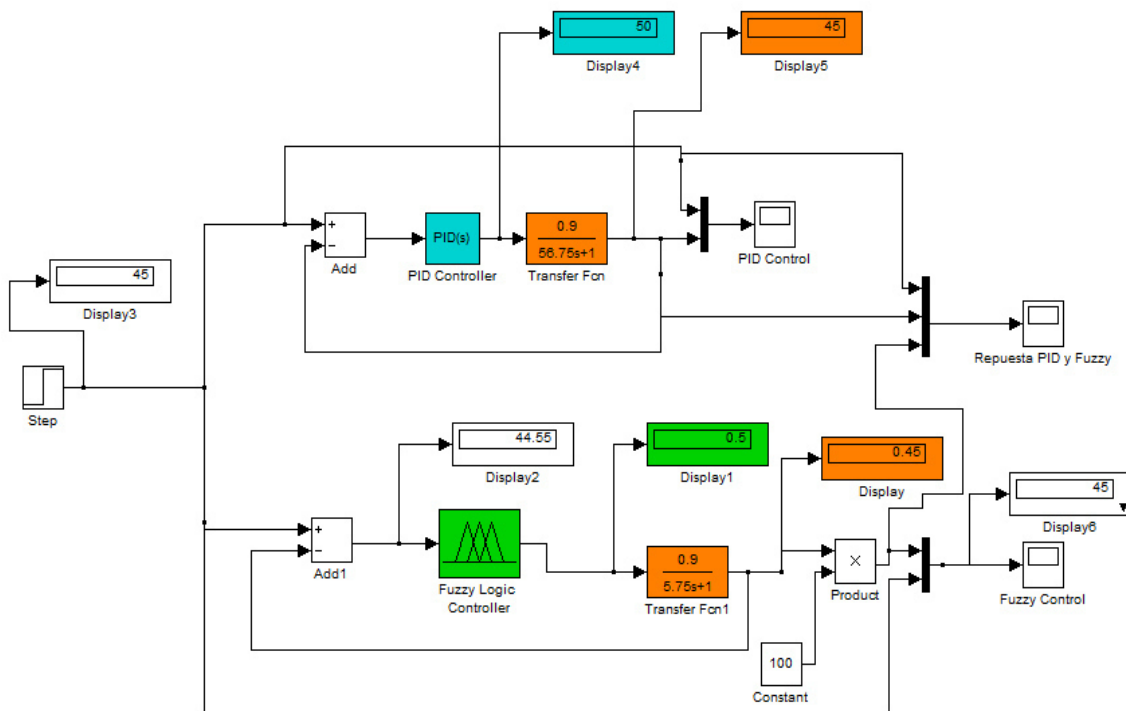 50
Display4
45
Display5
+
−
Add
PID(s)
PID Controller
0.9
56.75s+1
Transfer Fcn
PID Control
45
Display3
Step
Repuesta PID y Fuzzy
44.55
Display2
0.5
Display1
0.45
Display
45
Display6
+
−
Add1
Fuzzy Logic
Controller
0.9
5.75s+1
Transfer Fcn1
×
Product
Fuzzy Control
100
Constant